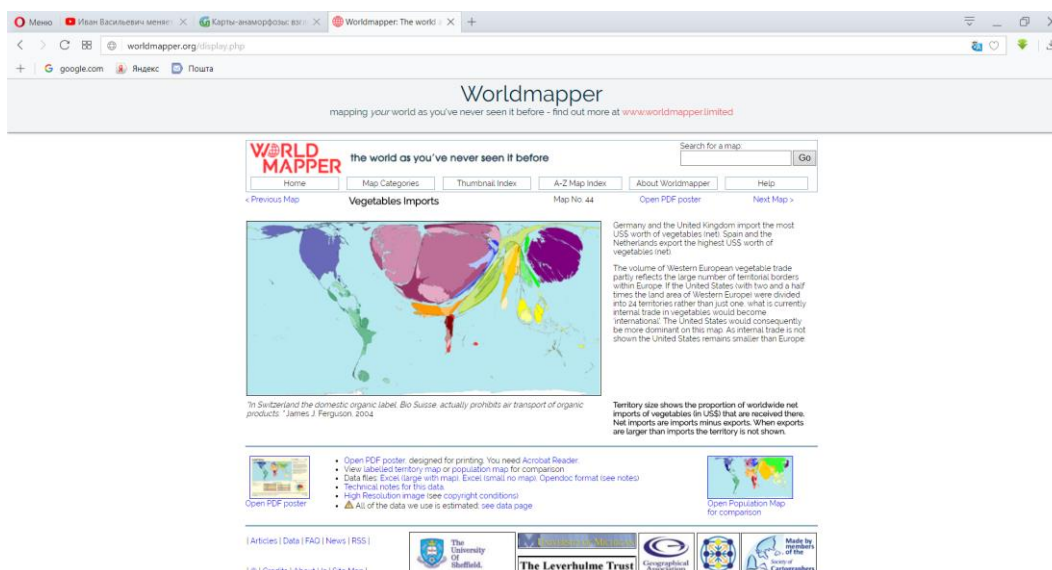 Меню
Иван Васильевич меняет
Карты-анаморфозы: взгл
Worldmapper: The world a
worldmapper.org/display.php
google.com
Яндекс
Пошта
Worldmapper
mapping your world as you've never seen it before - find out more at www.worldmapper.limited
WORLD MAPPER
the world as you've never seen it before
Search for a map:
Go
Home Map Categories Thumbnail Index A-Z Map Index About Worldmapper Help
< Previous Map Vegetables Imports Map No. 44 Open PDF poster Next Map >
Germany and the United Kingdom import the most
US$ worth of vegetables (net). Spain and the
Netherlands export the highest US$ worth of
vegetables (net).
The volume of Western European vegetable trade
partly reflects the large number of territorial borders
within Europe. If the United States (with two and a half
times the land area of Western Europe) were divided
into 24 territories rather than just one, what is currently
internal trade in vegetables would become
'international'. The United States would consequently
be more dominant on this map. As internal trade is not
shown the United States remains smaller than Europe.
"In Switzerland the domestic organic label, Bio Suisse, actually prohibits air transport of organic
products. " James J. Ferguson, 2004
Territory size shows the proportion of worldwide net
imports of vegetables (in US$) that are received there.
Net imports are imports minus exports. When exports
are larger than imports the territory is not shown.
Open PDF poster
Open PDF poster, designed for printing. You need Acrobat Reader.
View labelled territory map or population map for comparison
Data files: Excel (large with map), Excel (small no map), Opendoc format (see notes)
Technical notes for this data.
High Resolution image (see copyright conditions)
All of the data we use is estimated: see data page
Open Population Map
for comparison
| Articles | Data | FAQ | News | RSS |
The
University
Of
Sheffield.
The Leverhulme Trust
Geographical
Association
Made by
members
of the
Society of
Cartographers
| Credits | About Us | Site Map |